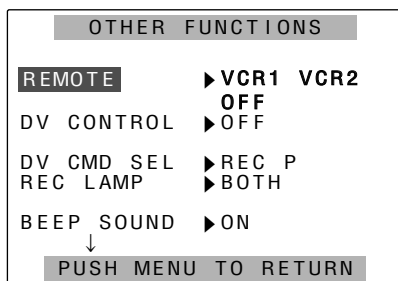 OTHER FUNCTIONS
REMOTE ▶VCR1 VCR2
OFF
DV CONTROL ▶OFF
DV CMD SEL ▶REC P
REC LAMP ▶BOTH
BEEP SOUND ▶ON
↓
PUSH MENU TO RETURN